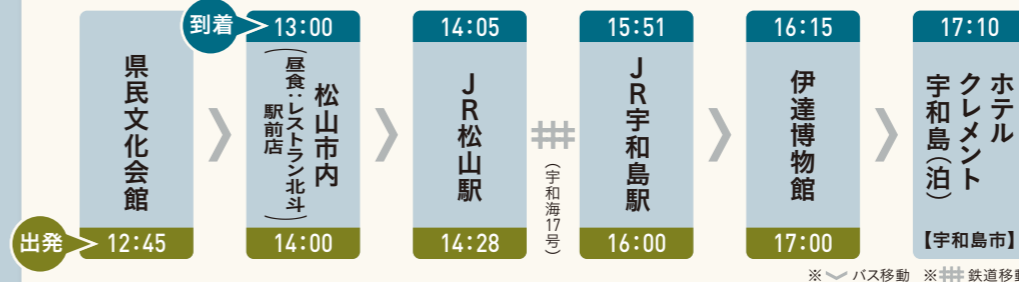 到着
13:00
14:05
15:51
16:15
17:10
県民文化会館
松山市内
(昼食:レストラン北斗
駅前店)
JR松山駅
(宇和海17号)
JR宇和島駅
伊達博物館
ホテル
クレメント
宇和島(泊)
【宇和島市】
出発
12:45
14:00
14:28
16:00
17:00
※ バス移動 ※ 鉄道移動